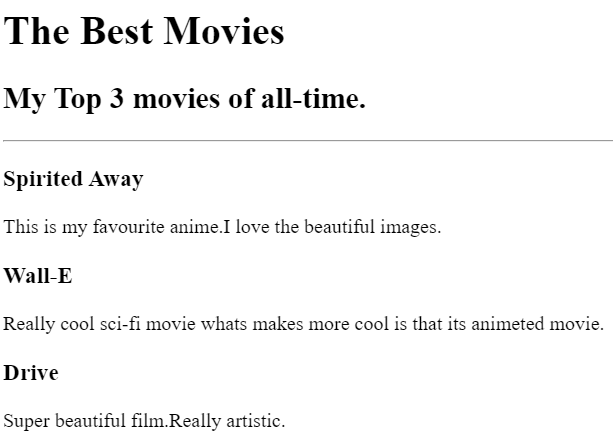 The Best Movies
My Top 3 movies of all-time.
Spirited Away
This is my favourite anime.I love the beautiful images.
Wall-E
Really cool sci-fi movie whats makes more cool is that its animeted movie.
Drive
Super beautiful film.Really artistic.